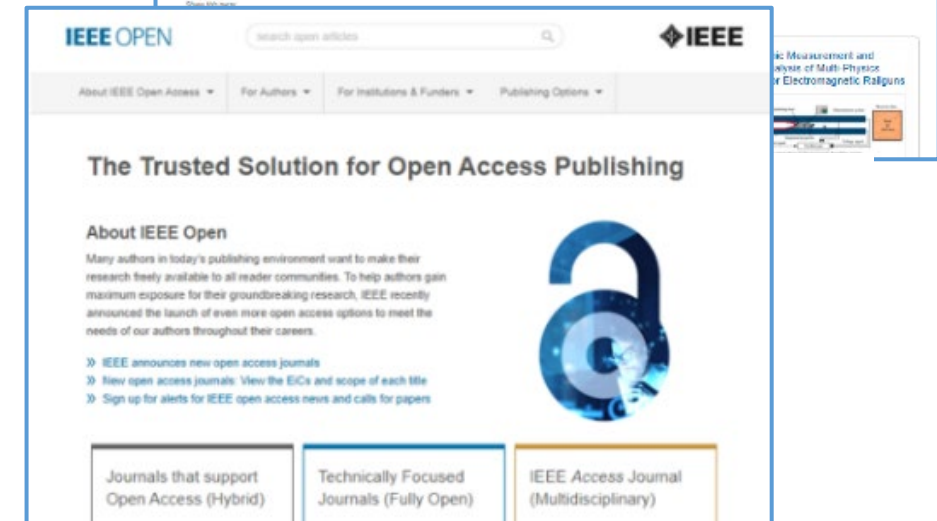 Show this more
IEEE OPEN
search open articles
IEEE
About IEEE Open Access
For Authors
For Institutions & Funders
Publishing Options
ic Measurement and
alysis of Multi-Physics
or Electromagnetic Railguns
The Trusted Solution for Open Access Publishing
About IEEE Open
Many authors in today's publishing environment want to make their
research freely available to all reader communities. To help authors gain
maximum exposure for their groundbreaking research, IEEE recently
announced the launch of even more open access options to meet the
needs of our authors throughout their careers.
» IEEE announces new open access journals
» New open access journals: View the EiCs and scope of each title
» Sign up for alerts for IEEE open access news and calls for papers
Journals that support
Open Access (Hybrid)
Technically Focused
Journals (Fully Open)
IEEE Access Journal
(Multidisciplinary)